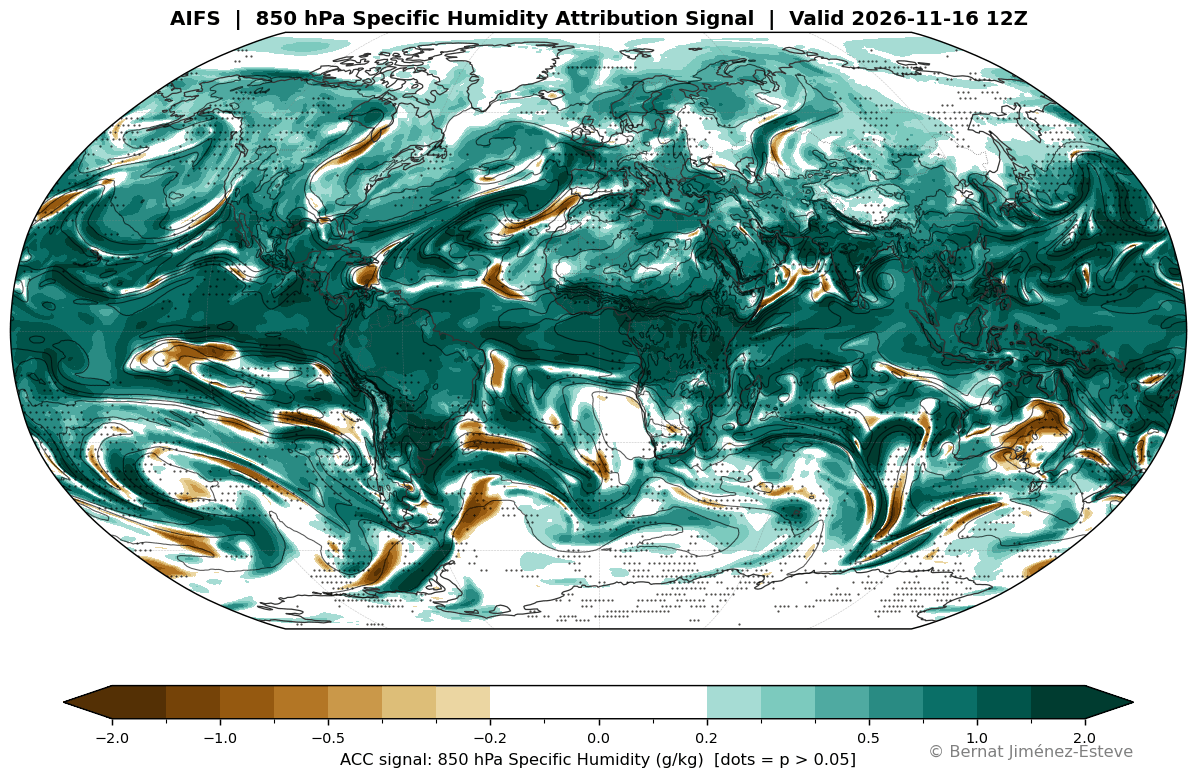 AIFS | 850 hPa Specific Humidity Attribution Signal | Valid 2026-11-16 12Z
−2.0 −1.0 −0.5 −0.2 0.0 0.2 0.5 1.0 2.0
ACC signal: 850 hPa Specific Humidity (g/kg) [dots = p > 0.05]
© Bernat Jiménez-Esteve